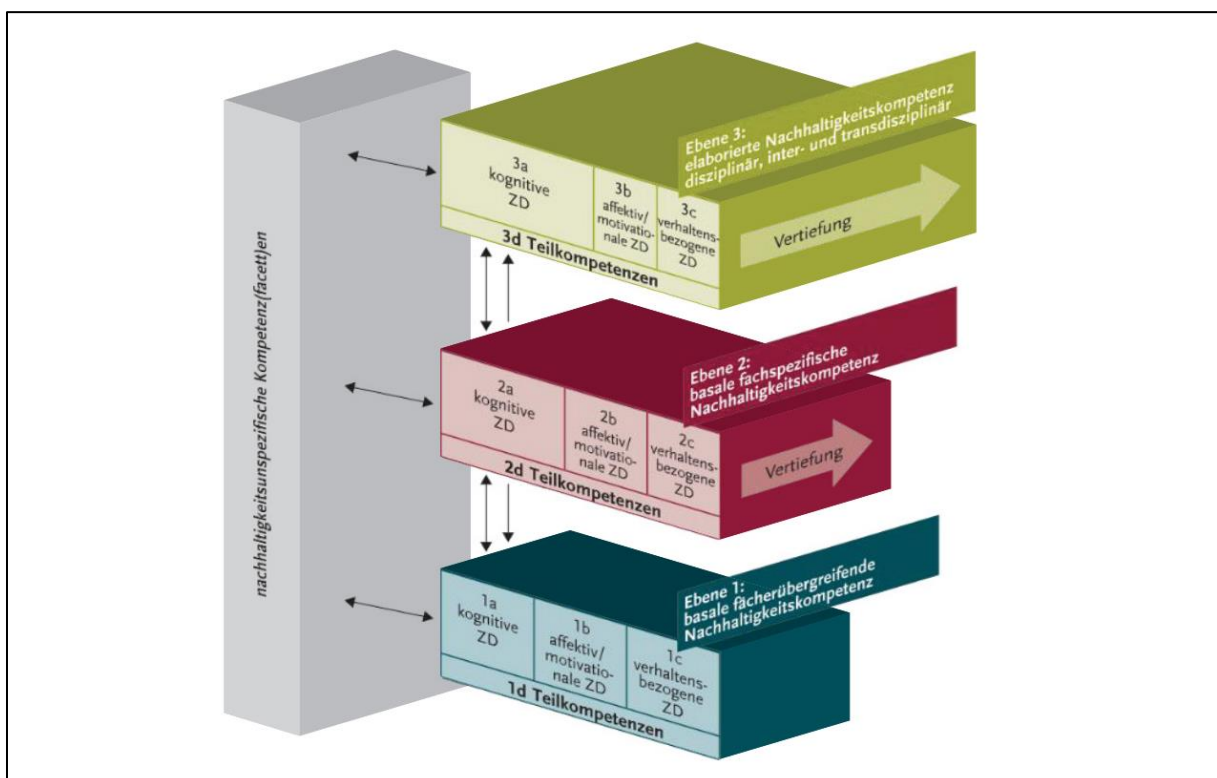 nachhaltigkeitsunspezifische Kompetenz(facett)en
Ebene 3:
elaborierte Nachhaltigkeitskompetenz
disziplinär, inter- und transdisziplinär
3a
kognitive
ZD
3b
affektiv/
motivatio-
nale ZD
3c
verhaltens-
bezogene
ZD
3d Teilkompetenzen
Vertiefung
Ebene 2:
basale fachspezifische
Nachhaltigkeitskompetenz
2a
kognitive
ZD
2b
affektiv/
motivatio-
nale ZD
2c
verhaltens-
bezogene
ZD
2d Teilkompetenzen
Vertiefung
Ebene 1:
basale fächerübergreifende
Nachhaltigkeitskompetenz
1a
kognitive
ZD
1b
affektiv/
motivatio-
nale ZD
1c
verhaltens-
bezogene
ZD
1d Teilkompetenzen